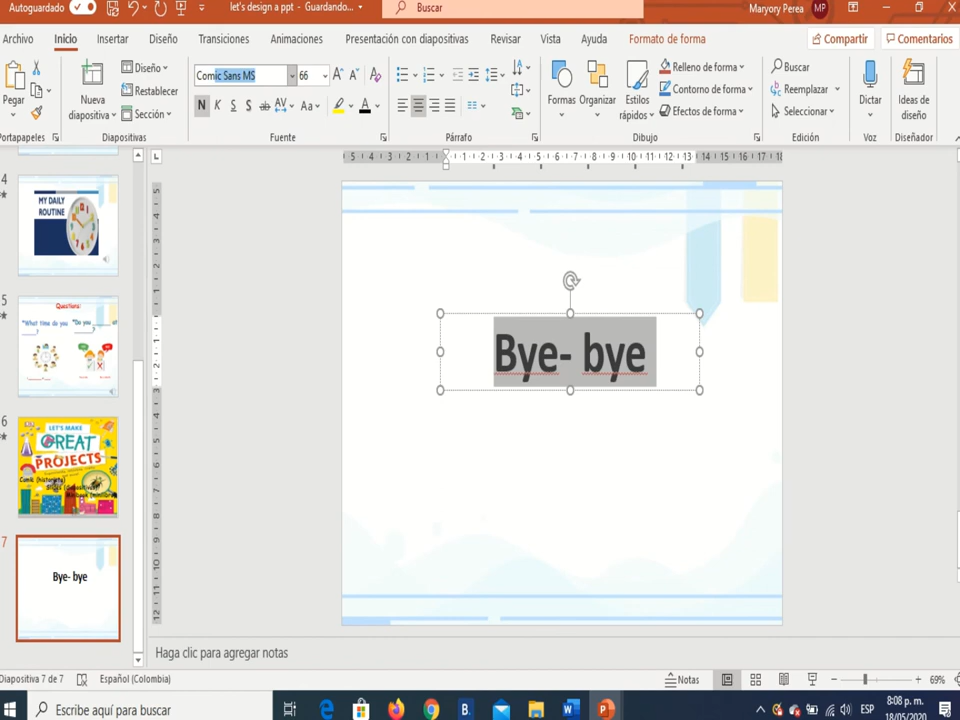 Autoguardado
let's design a ppt - Guardando...
Buscar
Maryory Perea
MP
Archivo
Inicio
Insertar
Diseño
Transiciones
Animaciones
Presentación con diapositivas
Revisar
Vista
Ayuda
Formato de forma
Compartir
Comentarios
Pegar
Nueva
diapositiva
Diseño
Restablecer
Sección
Comic Sans MS
66
N K S S ab AV Aa A
Formas
Organizar
Estilos
rápidos
Relleno de forma
Contorno de forma
Efectos de forma
Buscar
Reemplazar
Seleccionar
Dictar
Ideas de
diseño
Portapapeles
Diapositivas
Fuente
Párrafo
Dibujo
Edición
Voz
Diseñador
4
MY DAILY
ROUTINE
5
Questions:
"What time do you
"Do you
at
6
LET'S MAKE
GREAT
PROJECTS
Comic (historieta)
7
Bye- bye
Bye- bye
Haga clic para agregar notas
Diapositiva 7 de 7
Español (Colombia)
Notas
69%
Escribe aquí para buscar
ESP
8:08 p. m.
18/05/2020